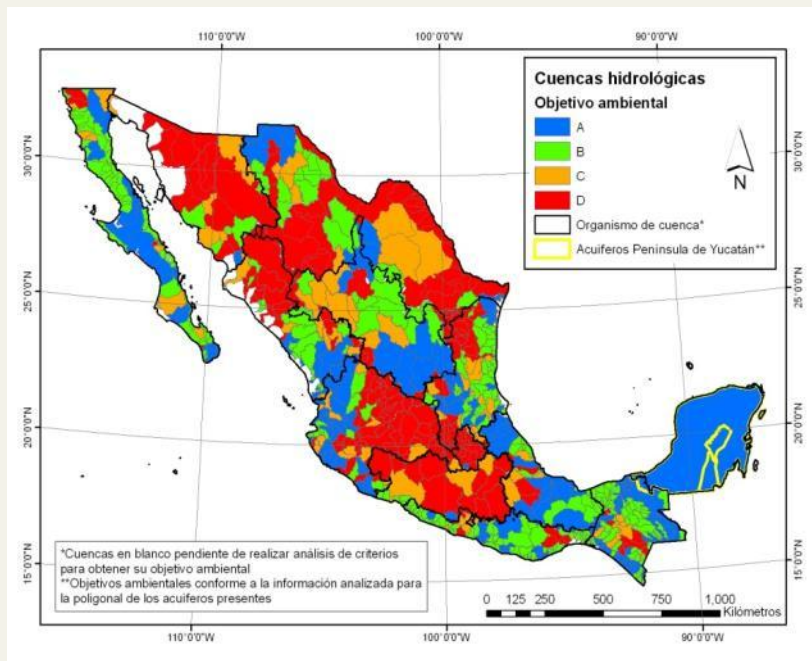 110°0'0"W
100°0'0"W
90°0'0"W
Cuencas hidrológicas
Objetivo ambiental
A
B
C
D
Organismo de cuenca*
Acuiferos Península de Yucatán**
N
30°0'0"N
30°0'0"N
25°0'0"N
25°0'0"N
20°0'0"N
20°0'0"N
15°0'0"N
15°0'0"N
*Cuencas en blanco pendiente de realizar análisis de criterios
para obtener su objetivo ambiental
**Objetivos ambientales conforme a la información analizada para
la poligonal de los acuiferos presentes
0 125 250 500 750 1,000
Kilómetros
110°0'0"W
100°0'0"W
90°0'0"W